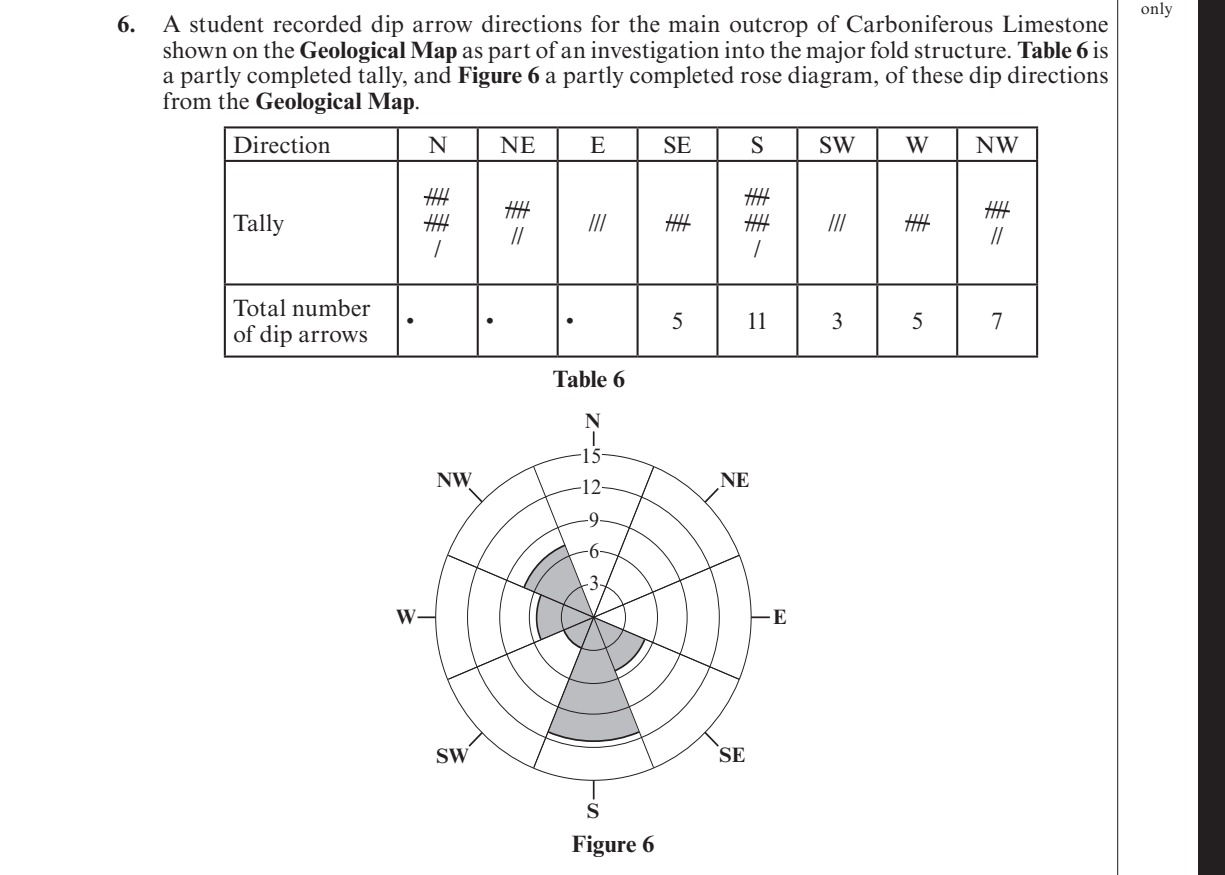 only
6. A student recorded dip arrow directions for the main outcrop of Carboniferous Limestone
shown on the Geological Map as part of an investigation into the major fold structure. Table 6 is
a partly completed tally, and Figure 6 a partly completed rose diagram, of these dip directions
from the Geological Map.
Direction N NE E SE S SW W NW
Tally
Total number
of dip arrows • • • 5 11 3 5 7
Table 6
N
15
NW NE
12
9
6
3
W E
SW SE
S
Figure 6